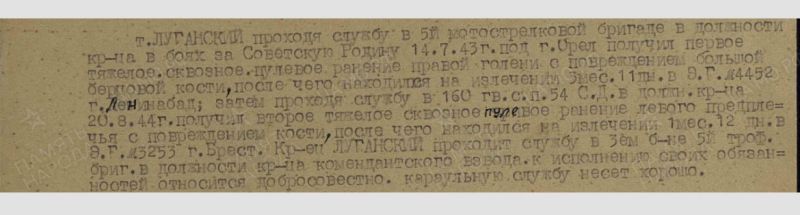 т.ЛУГАНСКИЙ проходя службу в 5й мотострелковой бригаде в должности
кр-ца в боях за Советскую Родину 14.7.43г.под г.Орел получил первое
тяжелое.сквозное.пулевое ранение правой голени с повреждением большой
берцовой кости,после чего находился на излечении 3мес.11дн.в Э.Г.№4452
г.Ленинабад; затем проходя службу в 160 гв.с.п.54 С.Д.в должн.кр-ца
20.8.44г.получил второе тяжелое сквозное пулевое ранение левого предпле=
чья с повреждением кости,после чего находился на излечении 1мес.12 дн.в
Э.Г.№3253 г.Брест. Кр-ец ЛУГАНСКИЙ проходит службу в 3ем б-не 5й троф.
бриг.в должности кр-ца комендантского взвода.к исполнению своих обязан=
ностей относится добросовестно. караульную службу несет хорошо.